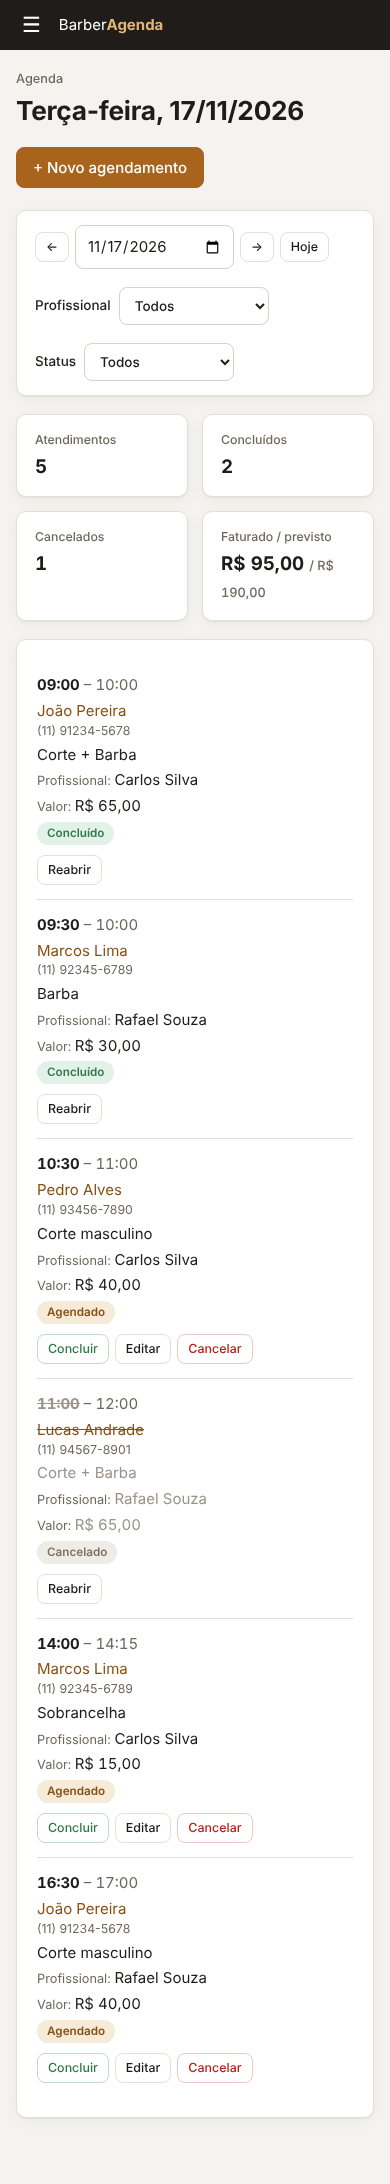 ☰ BarberAgenda
Agenda
Terça-feira, 17/11/2026
+ Novo agendamento
← 11/17/2026 → Hoje
Profissional Todos
Status Todos
Atendimentos
5
Concluídos
2
Cancelados
1
Faturado / previsto
R$ 95,00 / R$
190,00
09:00 – 10:00
João Pereira
(11) 91234-5678
Corte + Barba
Profissional: Carlos Silva
Valor: R$ 65,00
Concluído
Reabrir
09:30 – 10:00
Marcos Lima
(11) 92345-6789
Barba
Profissional: Rafael Souza
Valor: R$ 30,00
Concluído
Reabrir
10:30 – 11:00
Pedro Alves
(11) 93456-7890
Corte masculino
Profissional: Carlos Silva
Valor: R$ 40,00
Agendado
Concluir Editar Cancelar
11:00 – 12:00
Lucas Andrade
(11) 94567-8901
Corte + Barba
Profissional: Rafael Souza
Valor: R$ 65,00
Cancelado
Reabrir
14:00 – 14:15
Marcos Lima
(11) 92345-6789
Sobrancelha
Profissional: Carlos Silva
Valor: R$ 15,00
Agendado
Concluir Editar Cancelar
16:30 – 17:00
João Pereira
(11) 91234-5678
Corte masculino
Profissional: Rafael Souza
Valor: R$ 40,00
Agendado
Concluir Editar Cancelar